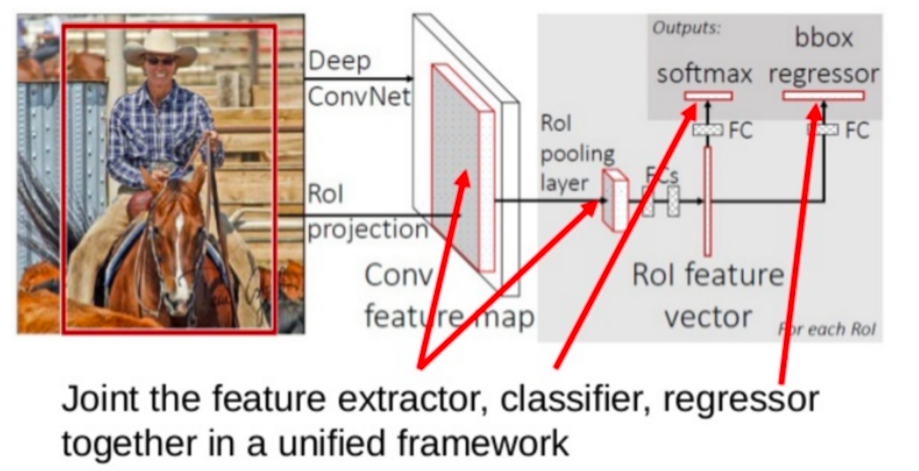 Deep
ConvNet
RoI
projection
Conv
feature map
RoI
pooling
layer
FCs
Outputs:
softmax
bbox
regressor
FC
FC
RoI feature
vector
For each RoI
Joint the feature extractor, classifier, regressor
together in a unified framework